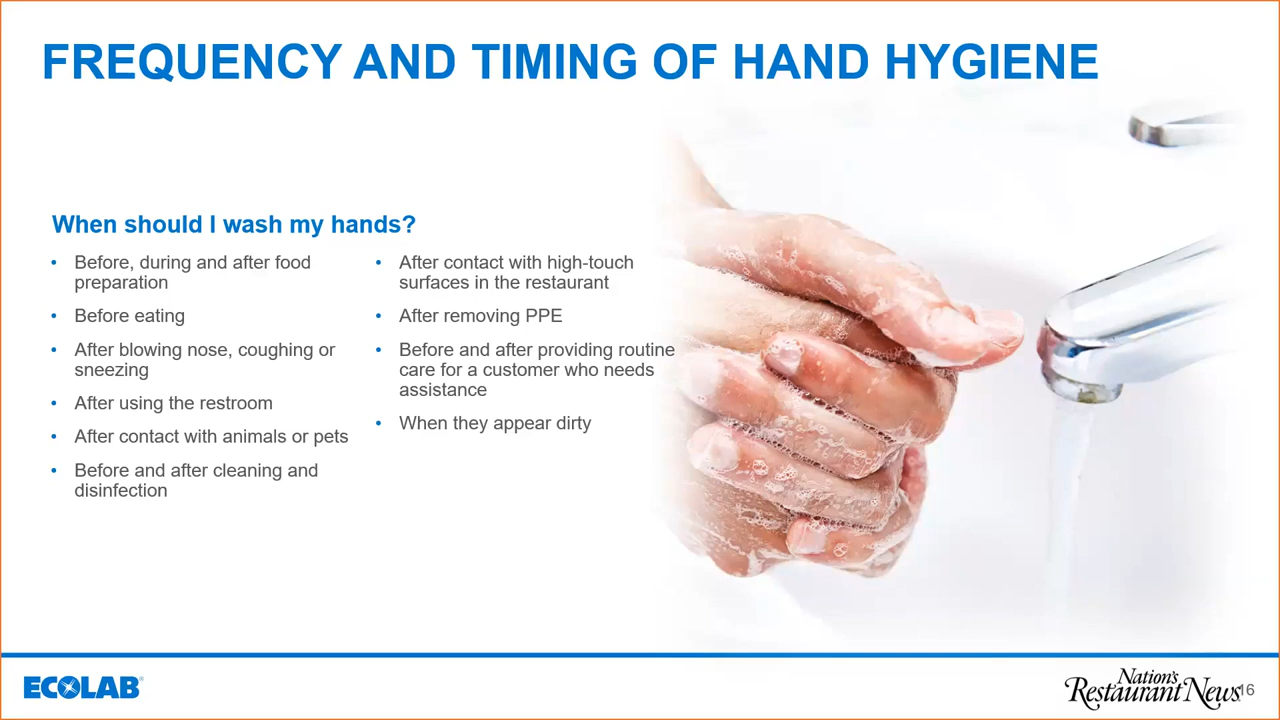 FREQUENCY AND TIMING OF HAND HYGIENE
When should I wash my hands?
• Before, during and after food
preparation
• Before eating
• After blowing nose, coughing or
sneezing
• After using the restroom
• After contact with animals or pets
• Before and after cleaning and
disinfection
• After contact with high-touch
surfaces in the restaurant
• After removing PPE
• Before and after providing routine
care for a customer who needs
assistance
• When they appear dirty
ECOLAB®
Nation's
Restaurant News
16